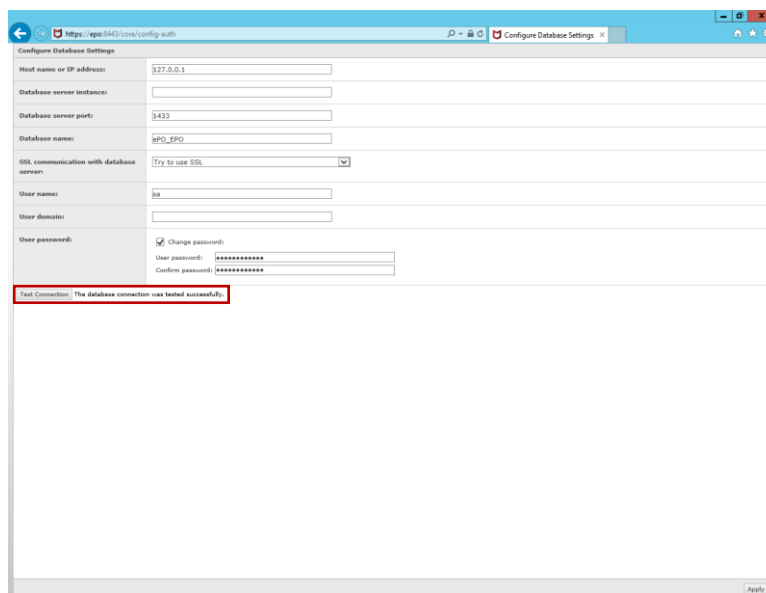 https://epo:8443/core/config-auth
Configure Database Settings
Configure Database Settings
Host name or IP address:
127.0.0.1
Database server instance:
Database server port:
1433
Database name:
ePO_EPO
SSL communication with database
server:
Try to use SSL
User name:
sa
User domain:
User password:
Change password:
User password:
••••••••••••
Confirm password:
••••••••••••
Test Connection The database connection was tested successfully.
Apply